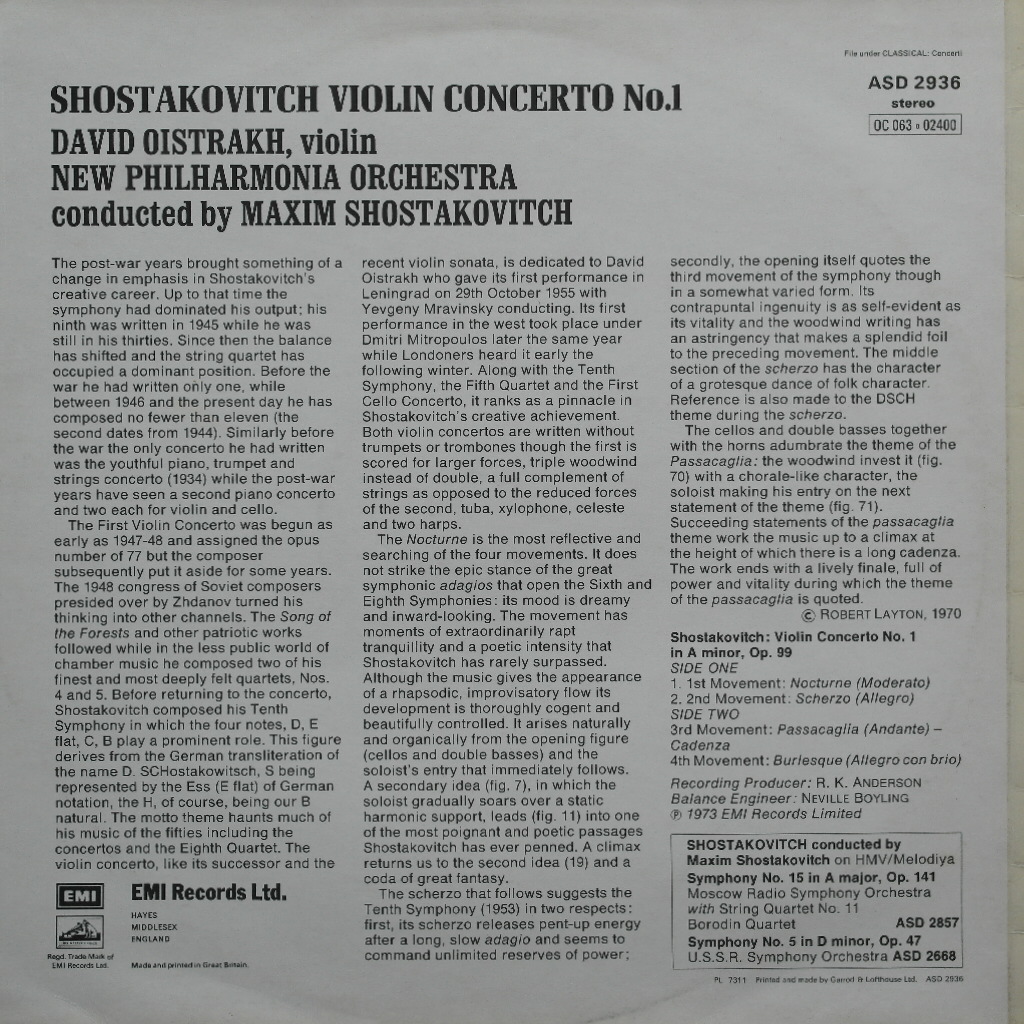 File under CLASSICAL: Concerti
ASD 2936
stereo
OC 063 o 02400
SHOSTAKOVITCH VIOLIN CONCERTO No.1
DAVID OISTRAKH, violin
NEW PHILHARMONIA ORCHESTRA
conducted by MAXIM SHOSTAKOVITCH
The post-war years brought something of a
change in emphasis in Shostakovitch's
creative career. Up to that time the
symphony had dominated his output; his
ninth was written in 1945 while he was
still in his thirties. Since then the balance
has shifted and the string quartet has
occupied a dominant position. Before the
war he had written only one, while
between 1946 and the present day he has
composed no fewer than eleven (the
second dates from 1944). Similarly before
the war the only concerto he had written
was the youthful piano, trumpet and
strings concerto (1934) while the post-war
years have seen a second piano concerto
and two each for violin and cello.
The First Violin Concerto was begun as
early as 1947-48 and assigned the opus
number of 77 but the composer
subsequently put it aside for some years.
The 1948 congress of Soviet composers
presided over by Zhdanov turned his
thinking into other channels. The Song of
the Forests and other patriotic works
followed while in the less public world of
chamber music he composed two of his
finest and most deeply felt quartets, Nos.
4 and 5. Before returning to the concerto,
Shostakovitch composed his Tenth
Symphony in which the four notes, D, E
flat, C, B play a prominent role. This figure
derives from the German transliteration of
the name D. SCHostakowitsch, S being
represented by the Ess (E flat) of German
notation, the H, of course, being our B
natural. The motto theme haunts much of
his music of the fifties including the
concertos and the Eighth Quartet. The
violin concerto, like its successor and the
recent violin sonata, is dedicated to David
Oistrakh who gave its first performance in
Leningrad on 29th October 1955 with
Yevgeny Mravinsky conducting. Its first
performance in the west took place under
Dmitri Mitropoulos later the same year
while Londoners heard it early the
following winter. Along with the Tenth
Symphony, the Fifth Quartet and the First
Cello Concerto, it ranks as a pinnacle in
Shostakovitch's creative achievement.
Both violin concertos are written without
trumpets or trombones though the first is
scored for larger forces, triple woodwind
instead of double, a full complement of
strings as opposed to the reduced forces
of the second, tuba, xylophone, celeste
and two harps.
The Nocturne is the most reflective and
searching of the four movements. It does
not strike the epic stance of the great
symphonic adagios that open the Sixth and
Eighth Symphonies: its mood is dreamy
and inward-looking. The movement has
moments of extraordinarily rapt
tranquillity and a poetic intensity that
Shostakovitch has rarely surpassed.
Although the music gives the appearance
of a rhapsodic, improvisatory flow its
development is thoroughly cogent and
beautifully controlled. It arises naturally
and organically from the opening figure
(cellos and double basses) and the
soloist's entry that immediately follows.
A secondary idea (fig. 7), in which the
soloist gradually soars over a static
harmonic support, leads (fig. 11) into one
of the most poignant and poetic passages
Shostakovitch has ever penned. A climax
returns us to the second idea (19) and a
coda of great fantasy.
The scherzo that follows suggests the
Tenth Symphony (1953) in two respects:
first, its scherzo releases pent-up energy
after a long, slow adagio and seems to
command unlimited reserves of power;
secondly, the opening itself quotes the
third movement of the symphony though
in a somewhat varied form. Its
contrapuntal ingenuity is as self-evident as
its vitality and the woodwind writing has
an astringency that makes a splendid foil
to the preceding movement. The middle
section of the scherzo has the character
of a grotesque dance of folk character.
Reference is also made to the DSCH
theme during the scherzo.
The cellos and double basses together
with the horns adumbrate the theme of the
Passacaglia: the woodwind invest it (fig.
70) with a chorale-like character, the
soloist making his entry on the next
statement of the theme (fig. 71).
Succeeding statements of the passacaglia
theme work the music up to a climax at
the height of which there is a long cadenza.
The work ends with a lively finale, full of
power and vitality during which the theme
of the passacaglia is quoted.
© ROBERT LAYTON, 1970
Shostakovitch: Violin Concerto No. 1
in A minor, Op. 99
SIDE ONE
1. 1st Movement: Nocturne (Moderato)
2. 2nd Movement: Scherzo (Allegro)
SIDE TWO
3rd Movement: Passacaglia (Andante) –
Cadenza
4th Movement: Burlesque (Allegro con brio)
Recording Producer: R. K. ANDERSON
Balance Engineer: NEVILLE BOYLING
℗ 1973 EMI Records Limited
SHOSTAKOVITCH conducted by
Maxim Shostakovitch on HMV/Melodiya
Symphony No. 15 in A major, Op. 141
Moscow Radio Symphony Orchestra
with String Quartet No. 11
Borodin Quartet ASD 2857
Symphony No. 5 in D minor, Op. 47
U.S.S.R. Symphony Orchestra ASD 2668
EMI
EMI Records Ltd.
HAYES
MIDDLESEX
ENGLAND
Regd. Trade Mark of
EMI Records Ltd.
Made and printed in Great Britain.
PL 7311 Printed and made by Garrod & Lofthouse Ltd. ASD 2936